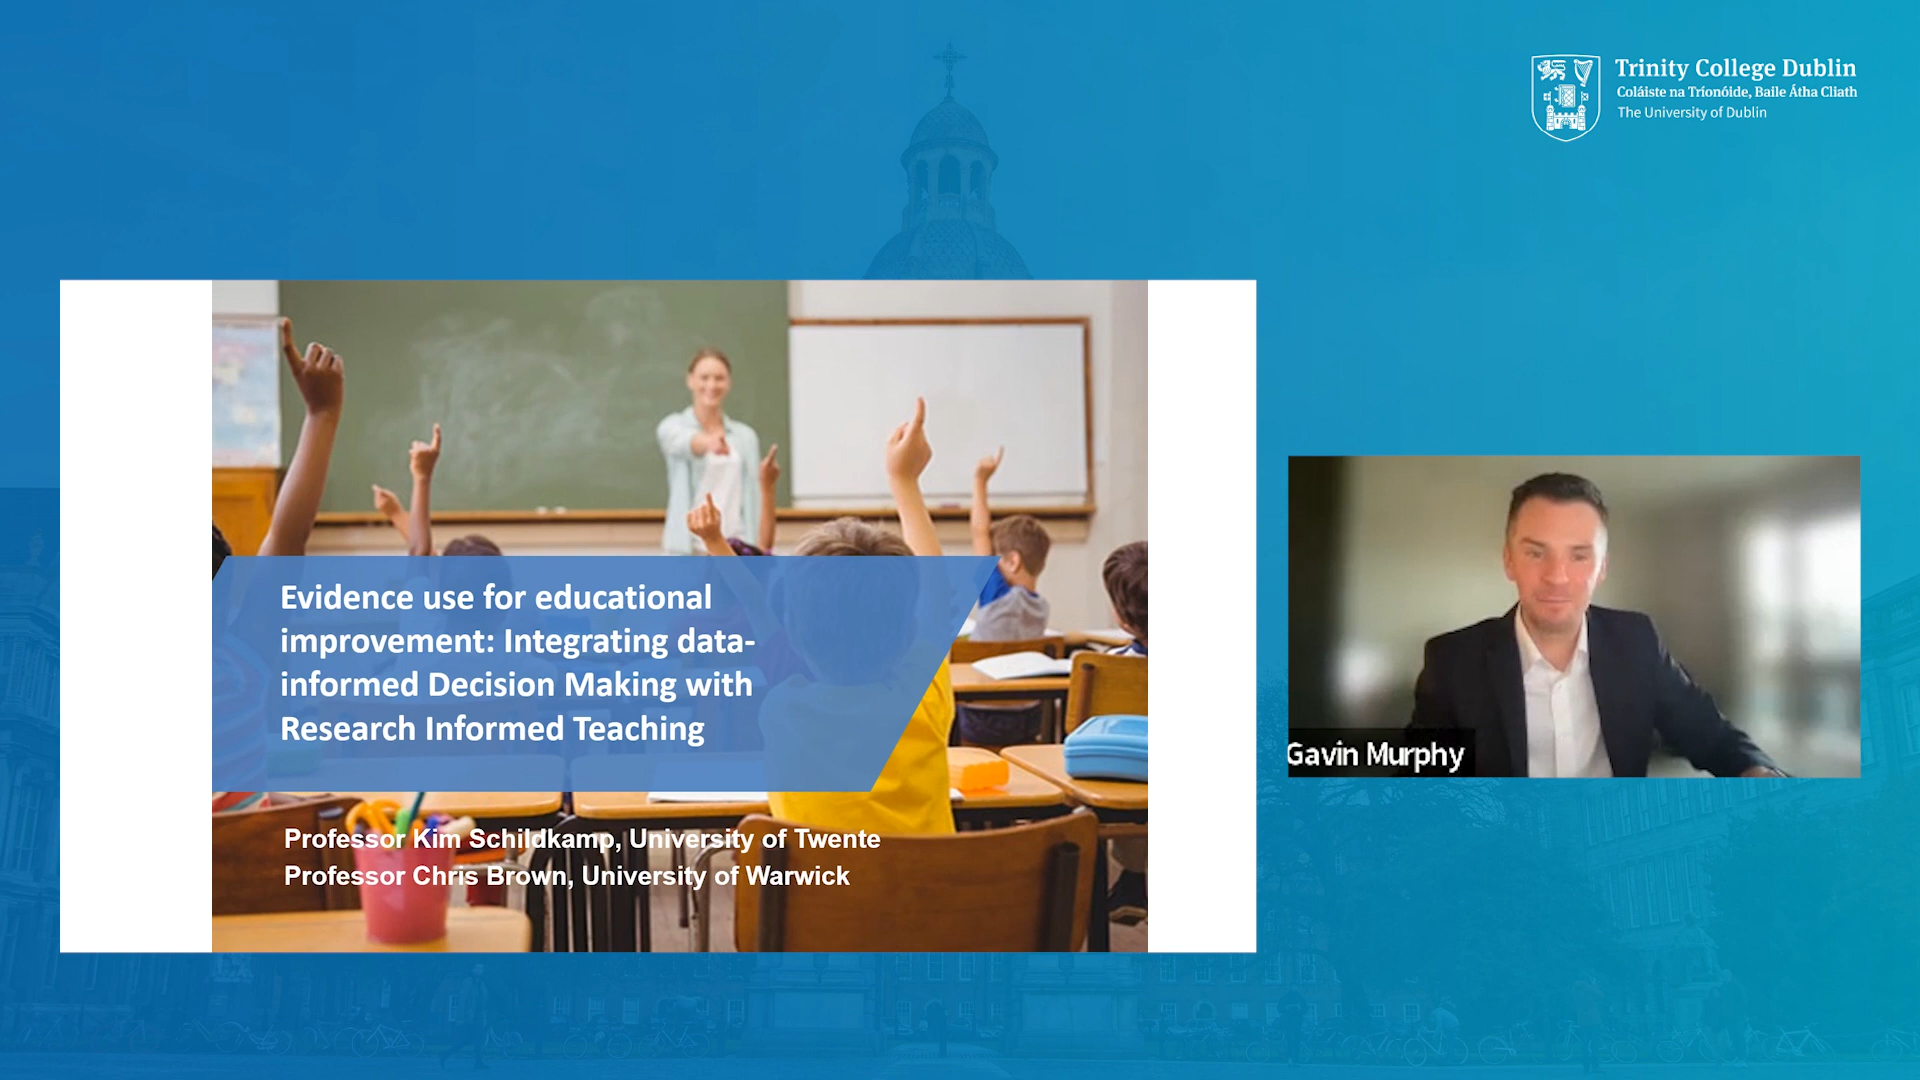 Trinity College Dublin
Coláiste na Tríonóide, Baile Átha Cliath
The University of Dublin
Evidence use for educational
improvement: Integrating data-
informed Decision Making with
Research Informed Teaching
Professor Kim Schildkamp, University of Twente
Professor Chris Brown, University of Warwick
Gavin Murphy